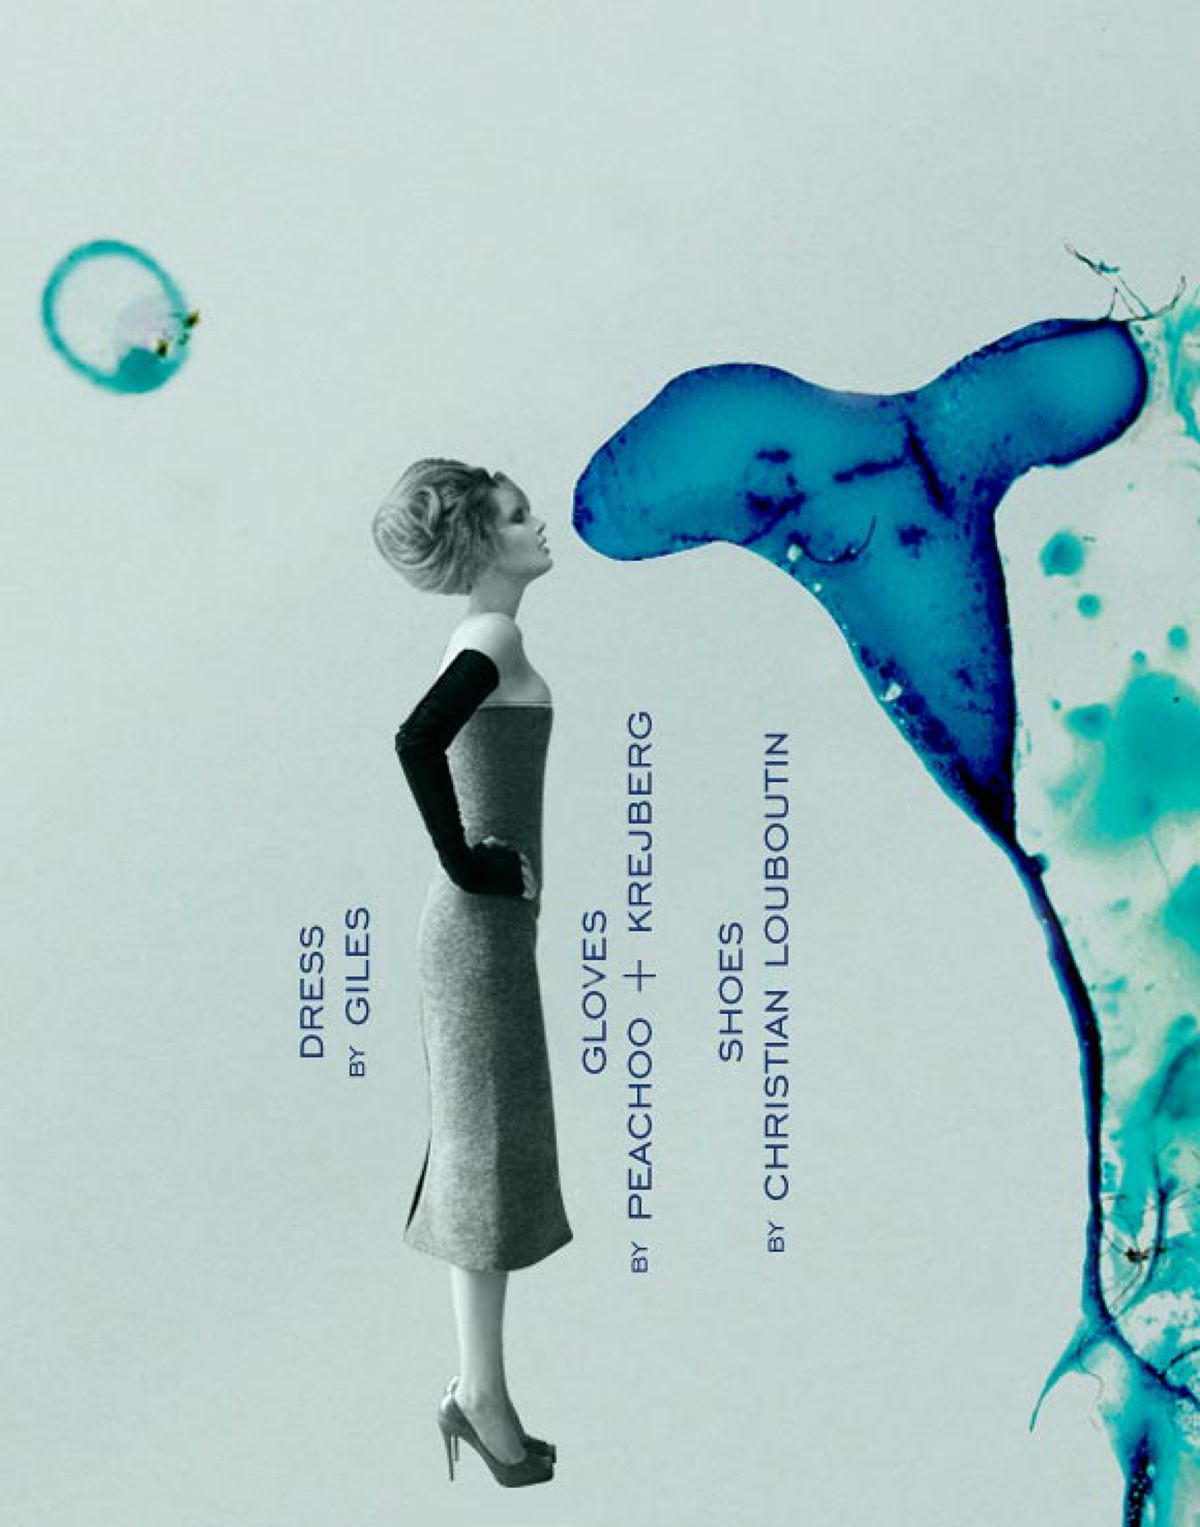 DRESS
BY GILES
GLOVES
BY PEACHOO + KREJBERG
SHOES
BY CHRISTIAN LOUBOUTIN